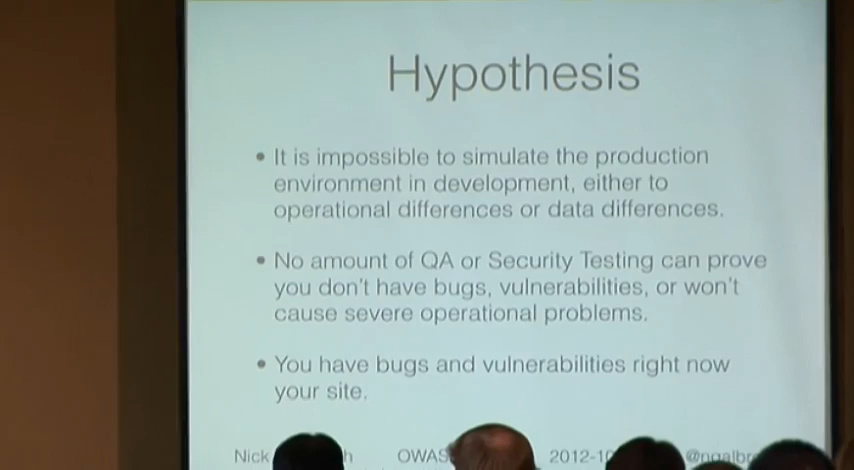 Hypothesis
• It is impossible to simulate the production
environment in development, either to
operational differences or data differences.
• No amount of QA or Security Testing can prove
you don't have bugs, vulnerabilities, or won't
cause severe operational problems.
• You have bugs and vulnerabilities right now
your site.
Nick